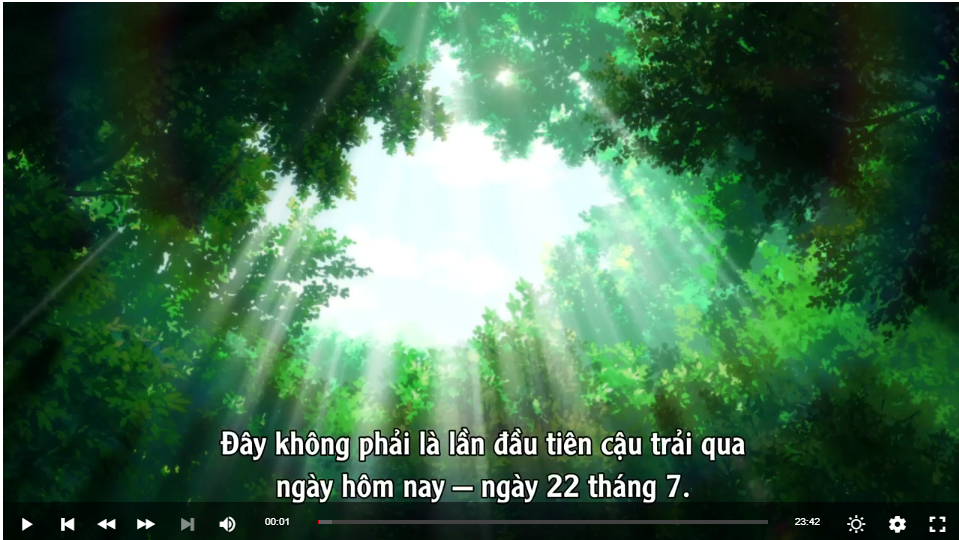 Đây không phải là lần đầu tiên cậu trải qua
ngày hôm nay — ngày 22 tháng 7.
00:01 23:42